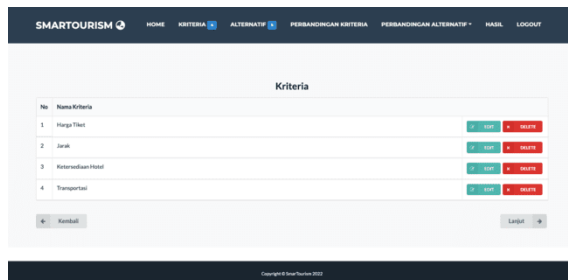 SMARTOURISM HOME KRITERIA ALTERNATIF PERBANDINGAN KRITERIA PERBANDINGAN ALTERNATIF HASIL LOGOUT
Kriteria
No Nama Kriteria
1 Harga Tiket EDIT DELETE
2 Jarak EDIT DELETE
3 Ketersediaan Hotel EDIT DELETE
4 Transportasi EDIT DELETE
Kembali Lanjut
Copyright © SmarTourism 2022